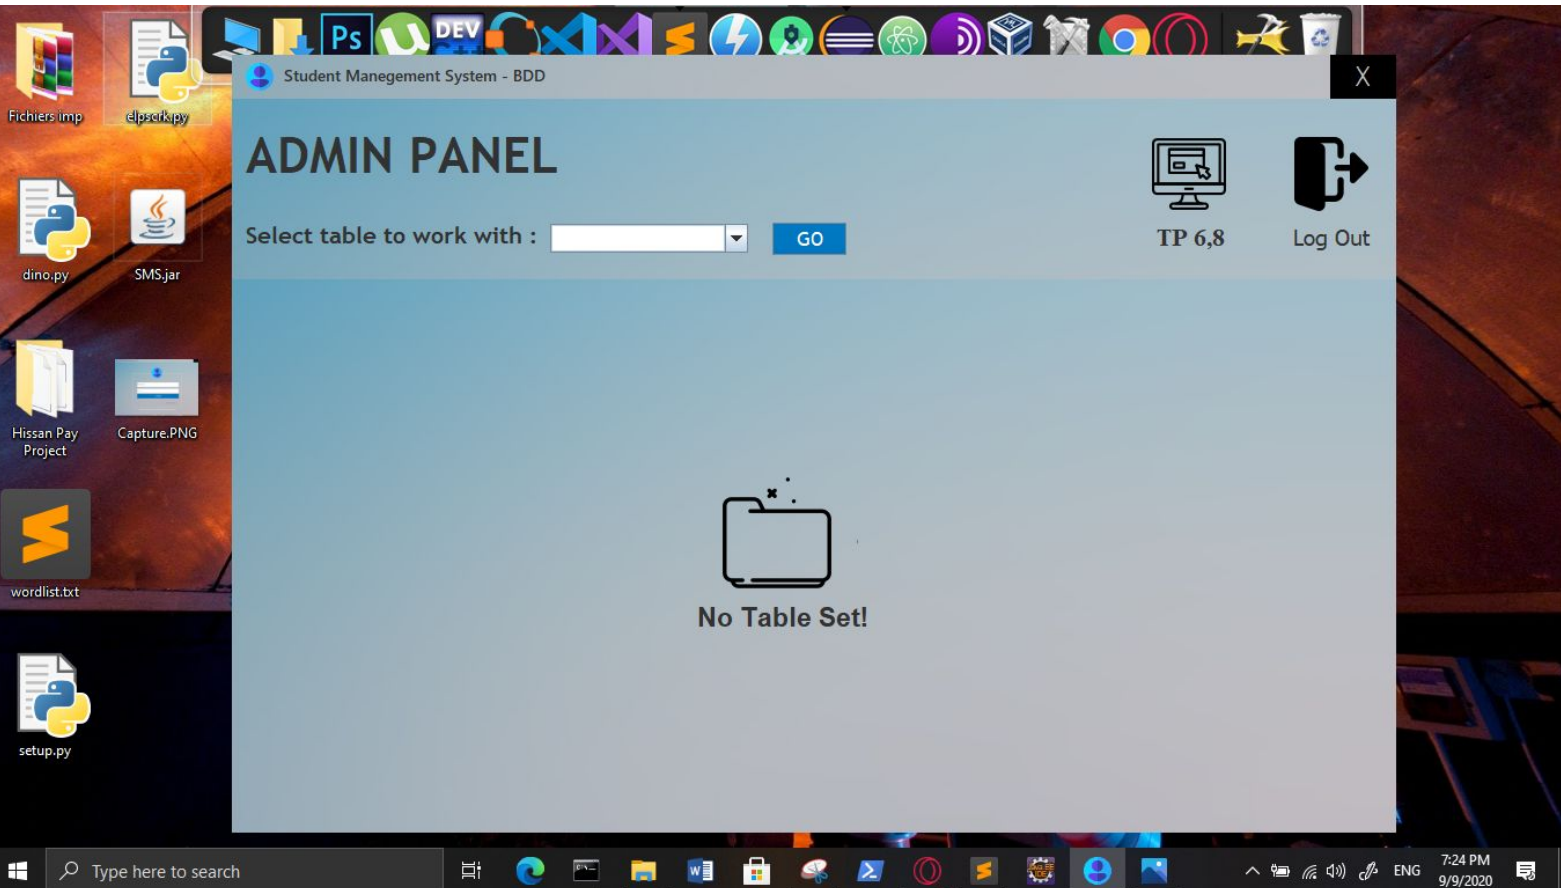 Ps
DEV
Student Manegement System - BDD
X
ADMIN PANEL
Select table to work with :
GO
TP 6,8
Log Out
No Table Set!
Fichiers imp
elpscrk.py
dino.py
SMS.jar
Hissan Pay
Project
Capture.PNG
wordlist.txt
setup.py
Type here to search
ENG
7:24 PM
9/9/2020